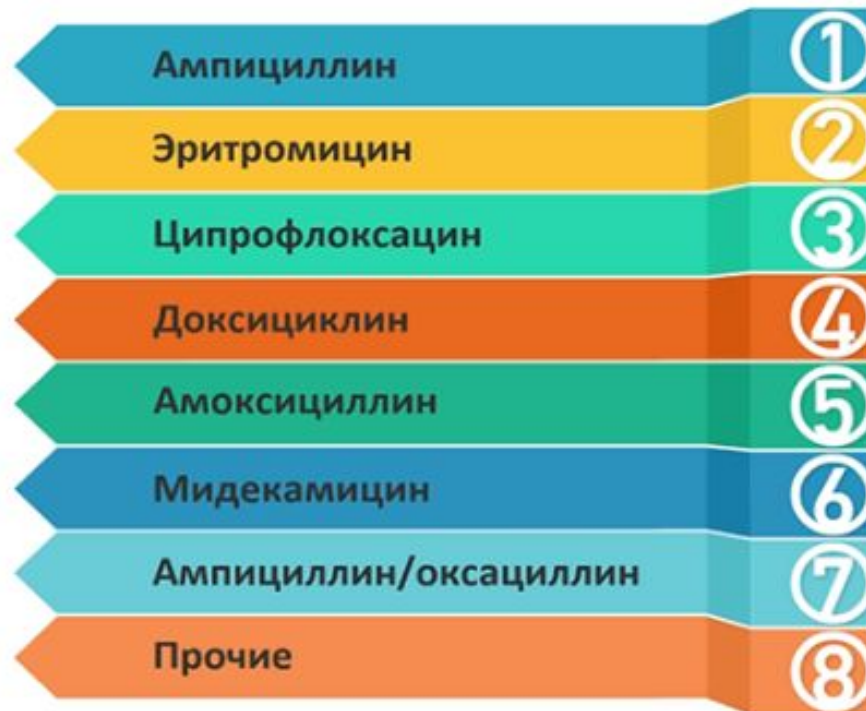 Ампициллин 1
Эритромицин 2
Ципрофлоксацин 3
Доксициклин 4
Амоксициллин 5
Мидекамицин 6
Ампициллин/оксациллин 7
Прочие 8